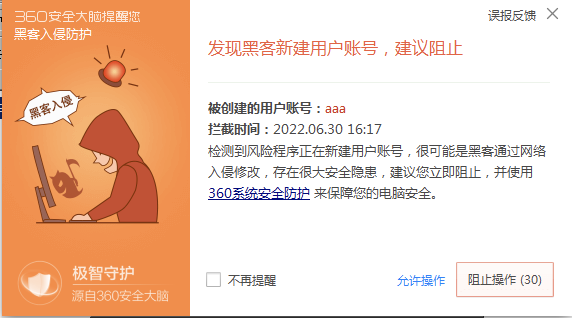 360安全大脑提醒您
黑客入侵防护
误报反馈
发现黑客新建用户账号，建议阻止
黑客入侵
被创建的用户账号：aaa
拦截时间：2022.06.30 16:17
检测到风险程序正在新建用户账号，很可能是黑客通过网络
入侵修改，存在很大安全隐患，建议您立即阻止，并使用
360系统安全防护 来保障您的电脑安全。
极智守护
源自360安全大脑
不再提醒
允许操作
阻止操作 (30)